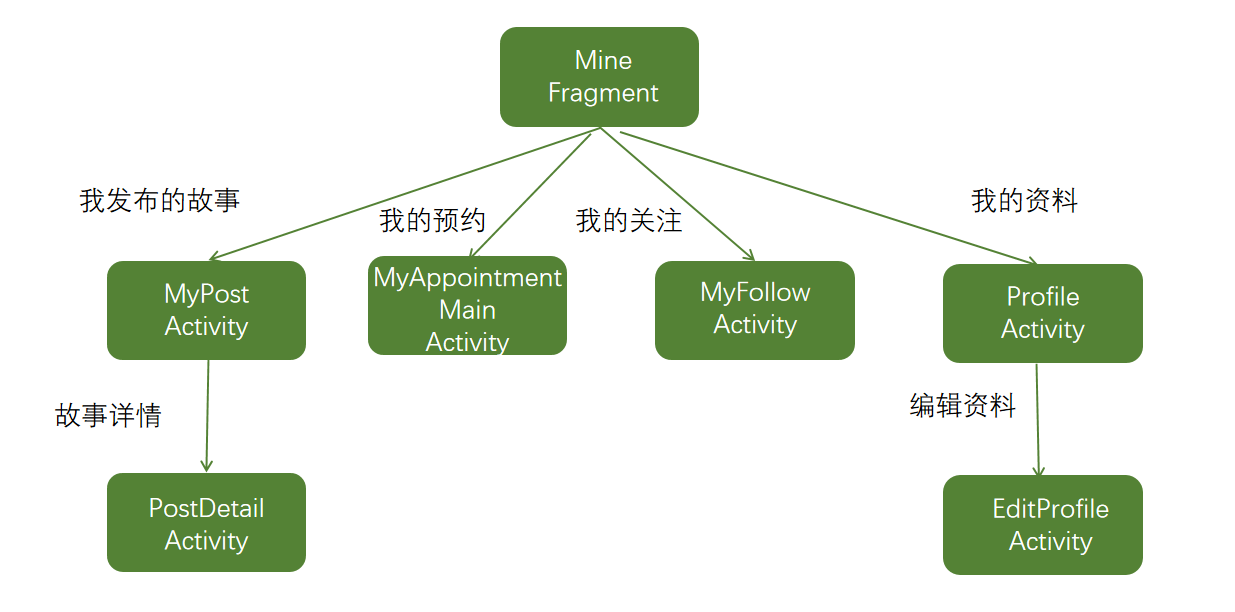 Mine
Fragment
我发布的故事
我的预约
我的关注
我的资料
MyPost
Activity
MyAppointment
Main
Activity
MyFollow
Activity
Profile
Activity
故事详情
编辑资料
PostDetail
Activity
EditProfile
Activity